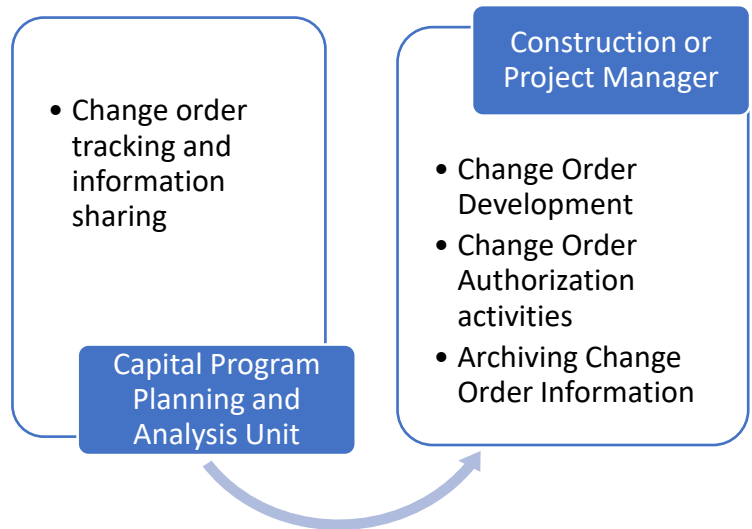 • Change order
tracking and
information
sharing
Capital Program
Planning and
Analysis Unit
Construction or
Project Manager
• Change Order
Development
• Change Order
Authorization
activities
• Archiving Change
Order Information